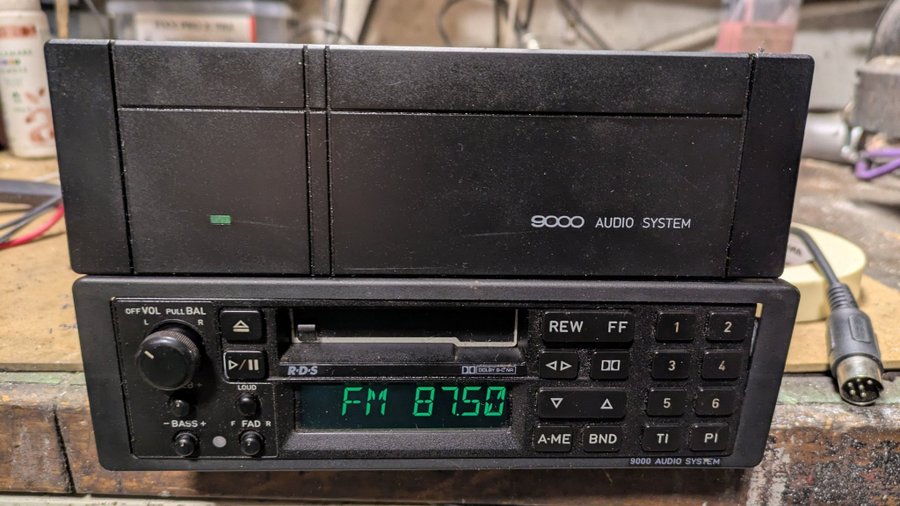 9000 AUDIO SYSTEM
OFF VOL PULL BAL
L R
REW FF
1 2
3 4
R·D·S
DOLBY B-C NR
LOUD
FM 87.50
5 6
- BASS + F FAD R
A·ME BND TI PI
9000 AUDIO SYSTEM